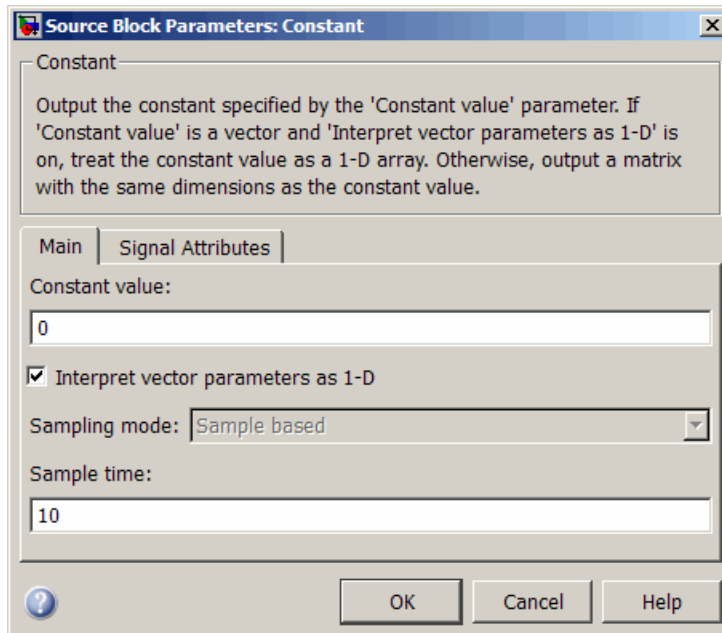 Source Block Parameters: Constant
Constant
Output the constant specified by the 'Constant value' parameter. If
'Constant value' is a vector and 'Interpret vector parameters as 1-D' is
on, treat the constant value as a 1-D array. Otherwise, output a matrix
with the same dimensions as the constant value.
Main Signal Attributes
Constant value:
0
Interpret vector parameters as 1-D
Sampling mode: Sample based
Sample time:
10
OK Cancel Help